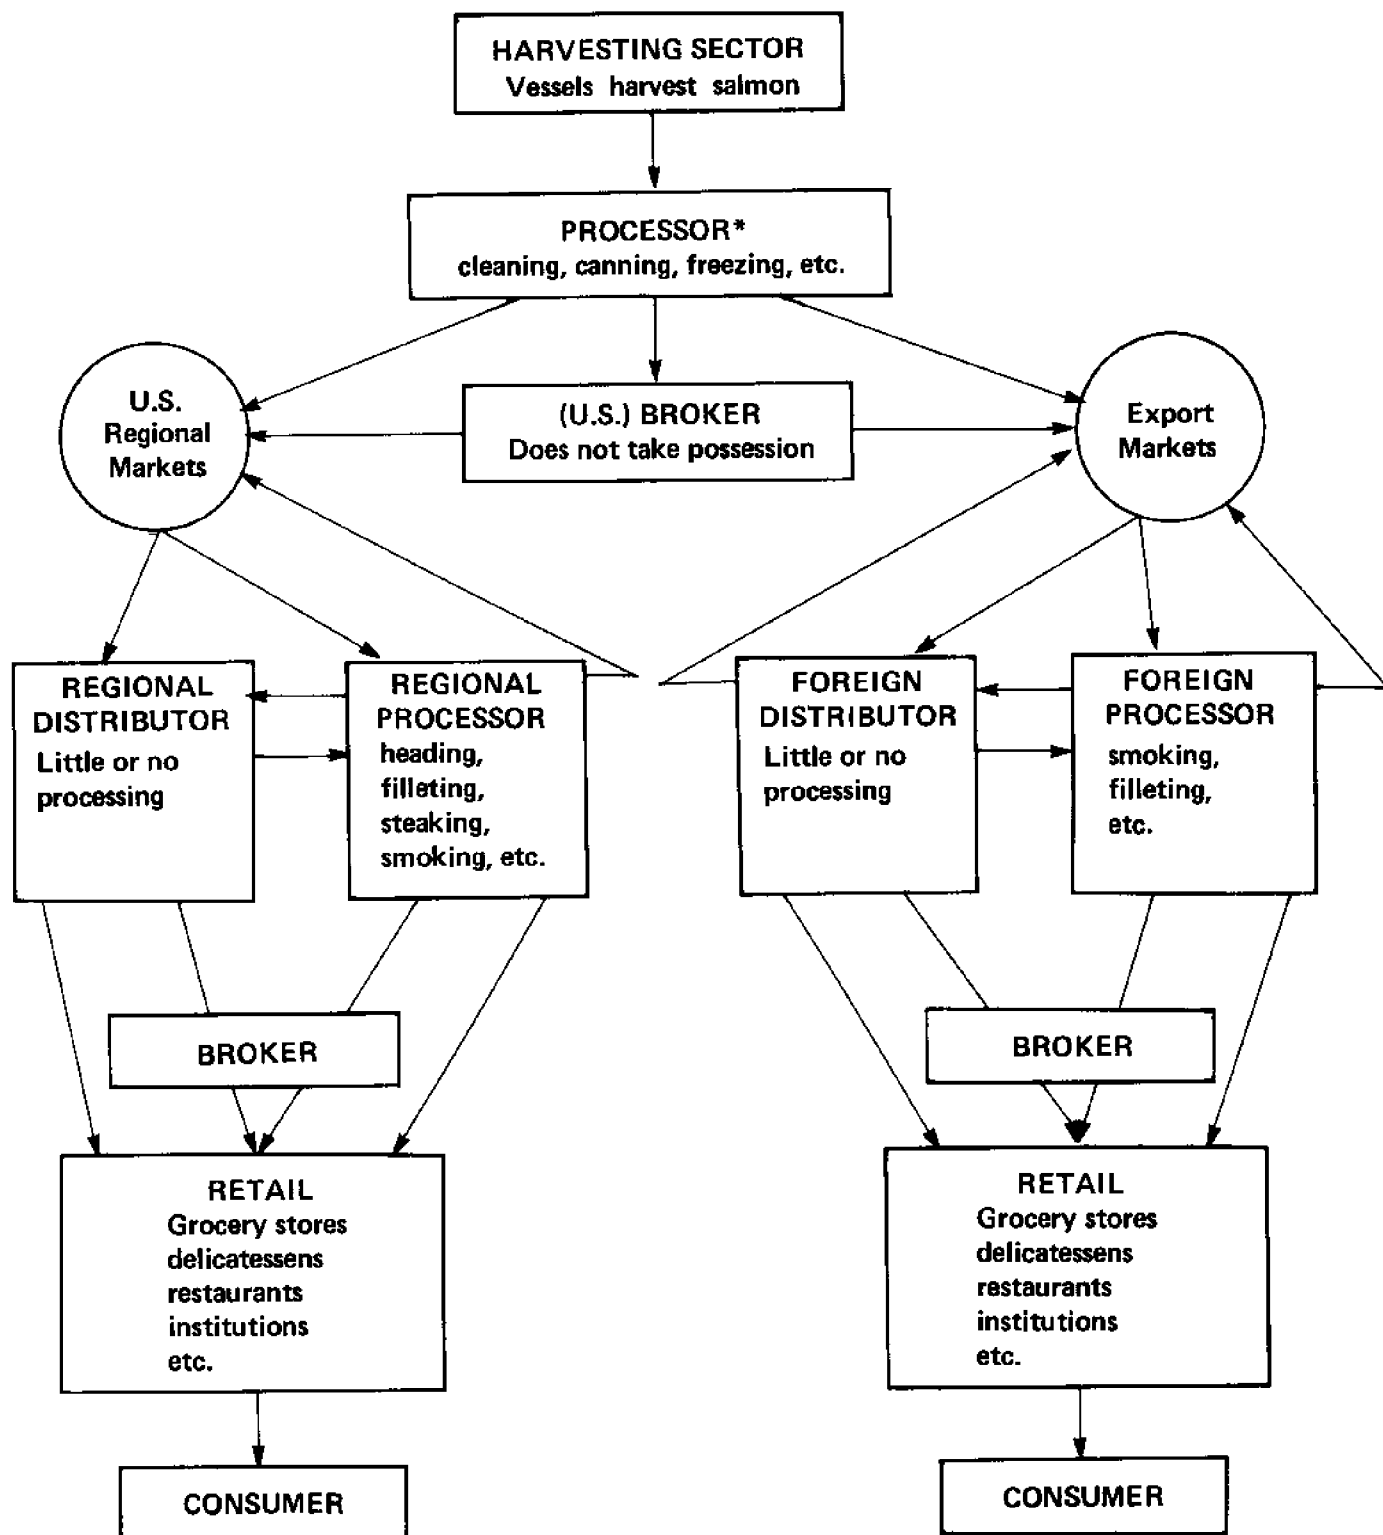 HARVESTING SECTOR
Vessels harvest salmon
PROCESSOR*
cleaning, canning, freezing, etc.
U.S.
Regional
Markets
(U.S.) BROKER
Does not take possession
Export
Markets
REGIONAL
DISTRIBUTOR
Little or no
processing
REGIONAL
PROCESSOR
heading,
filleting,
steaking,
smoking, etc.
FOREIGN
DISTRIBUTOR
Little or no
processing
FOREIGN
PROCESSOR
smoking,
filleting,
etc.
BROKER
BROKER
RETAIL
Grocery stores
delicatessens
restaurants
institutions
etc.
RETAIL
Grocery stores
delicatessens
restaurants
institutions
etc.
CONSUMER
CONSUMER